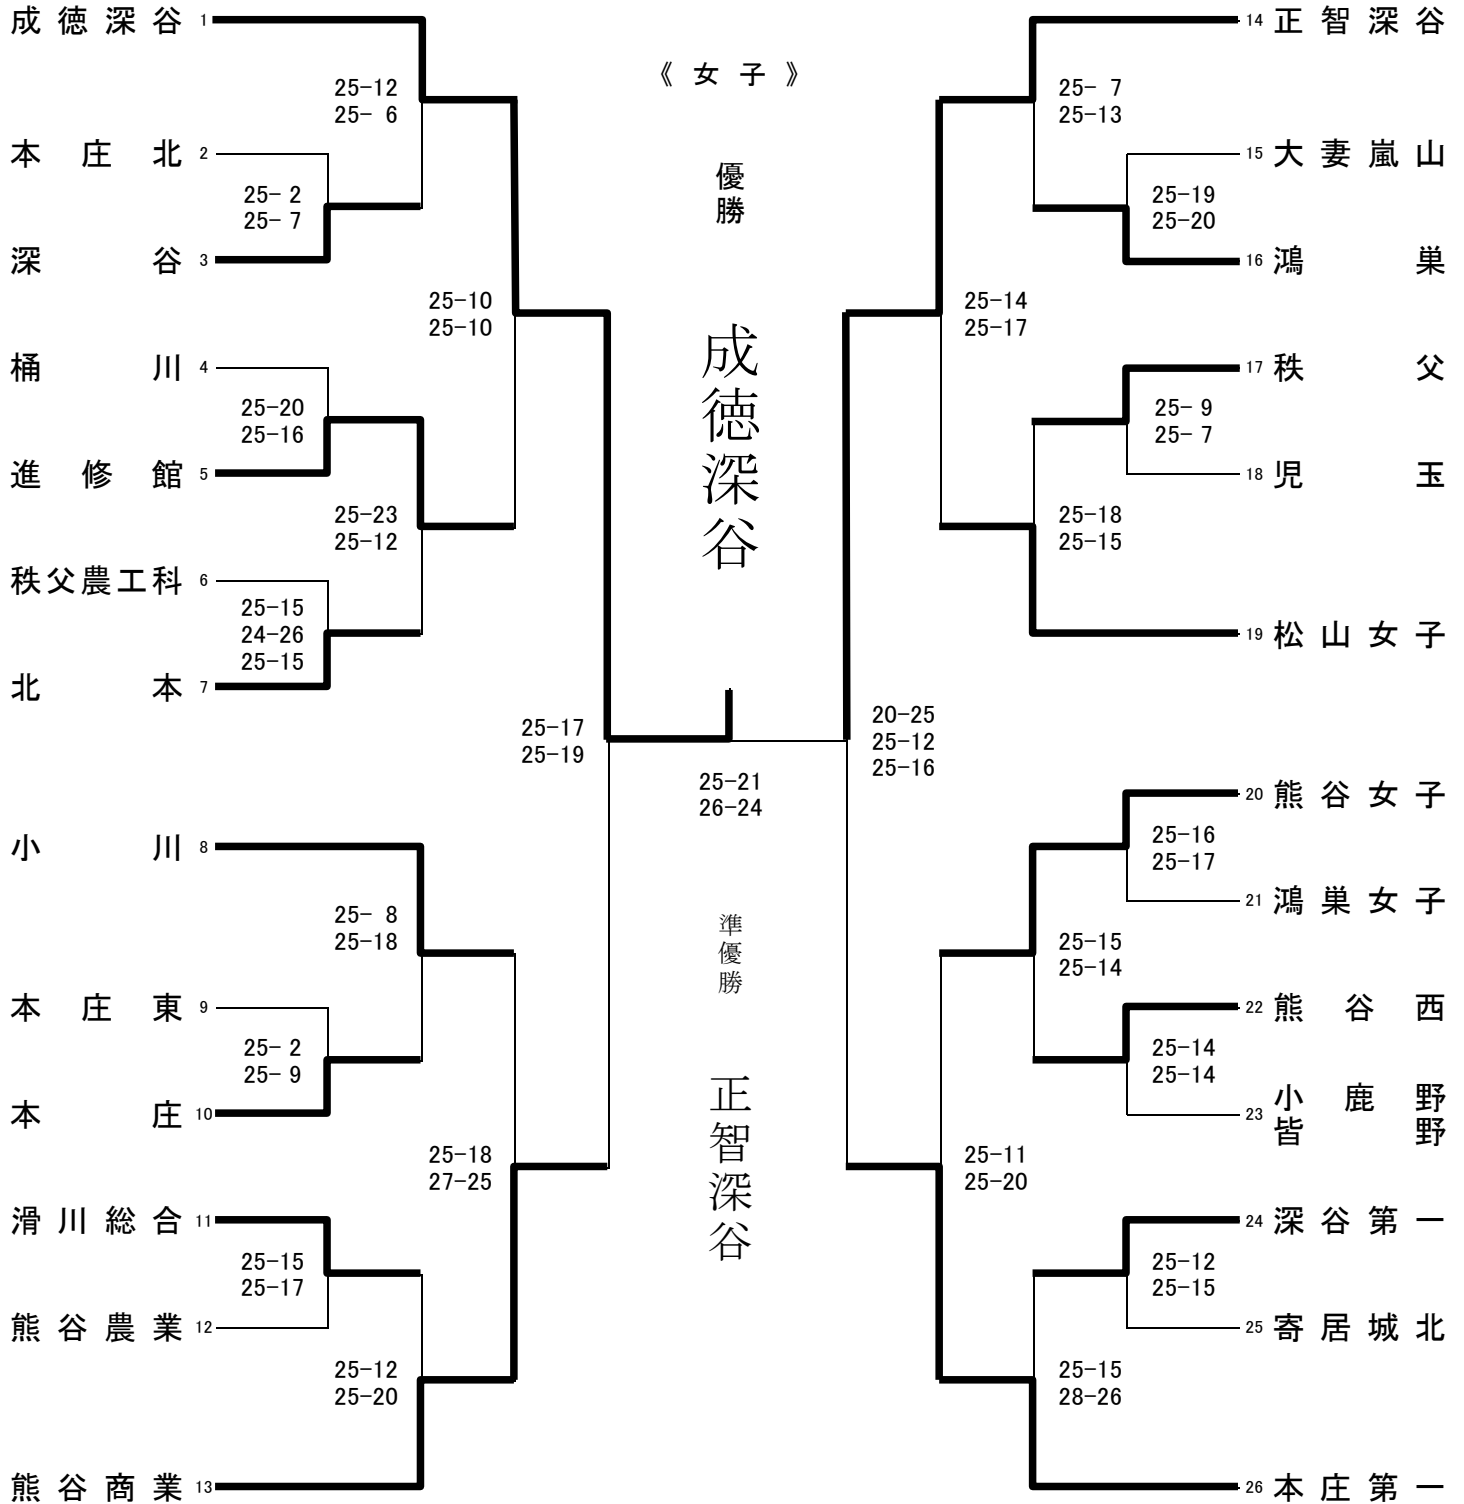 《 女 子 》
成徳深谷 1
25-12
25- 6
本庄北 2
25- 2
25- 7
深谷 3
25-10
25-10
桶川 4
25-20
25-16
進修館 5
25-23
25-12
秩父農工科 6
25-15
24-26
25-15
北本 7
25-17
25-19
小川 8
25- 8
25-18
本庄東 9
25- 2
25- 9
本庄 10
25-18
27-25
滑川総合 11
25-15
25-17
熊谷農業 12
25-12
25-20
熊谷商業 13
優勝
成徳深谷
25-21
26-24
準優勝
正智深谷
14 正智深谷
25- 7
25-13
15 大妻嵐山
25-19
25-20
16 鴻巣
25-14
25-17
17 秩父
25- 9
25- 7
18 児玉
25-18
25-15
19 松山女子
20-25
25-12
25-16
20 熊谷女子
25-16
25-17
21 鴻巣女子
25-15
25-14
22 熊谷西
25-14
25-14
23 小鹿野
皆野
25-11
25-20
24 深谷第一
25-12
25-15
25 寄居城北
25-15
28-26
26 本庄第一